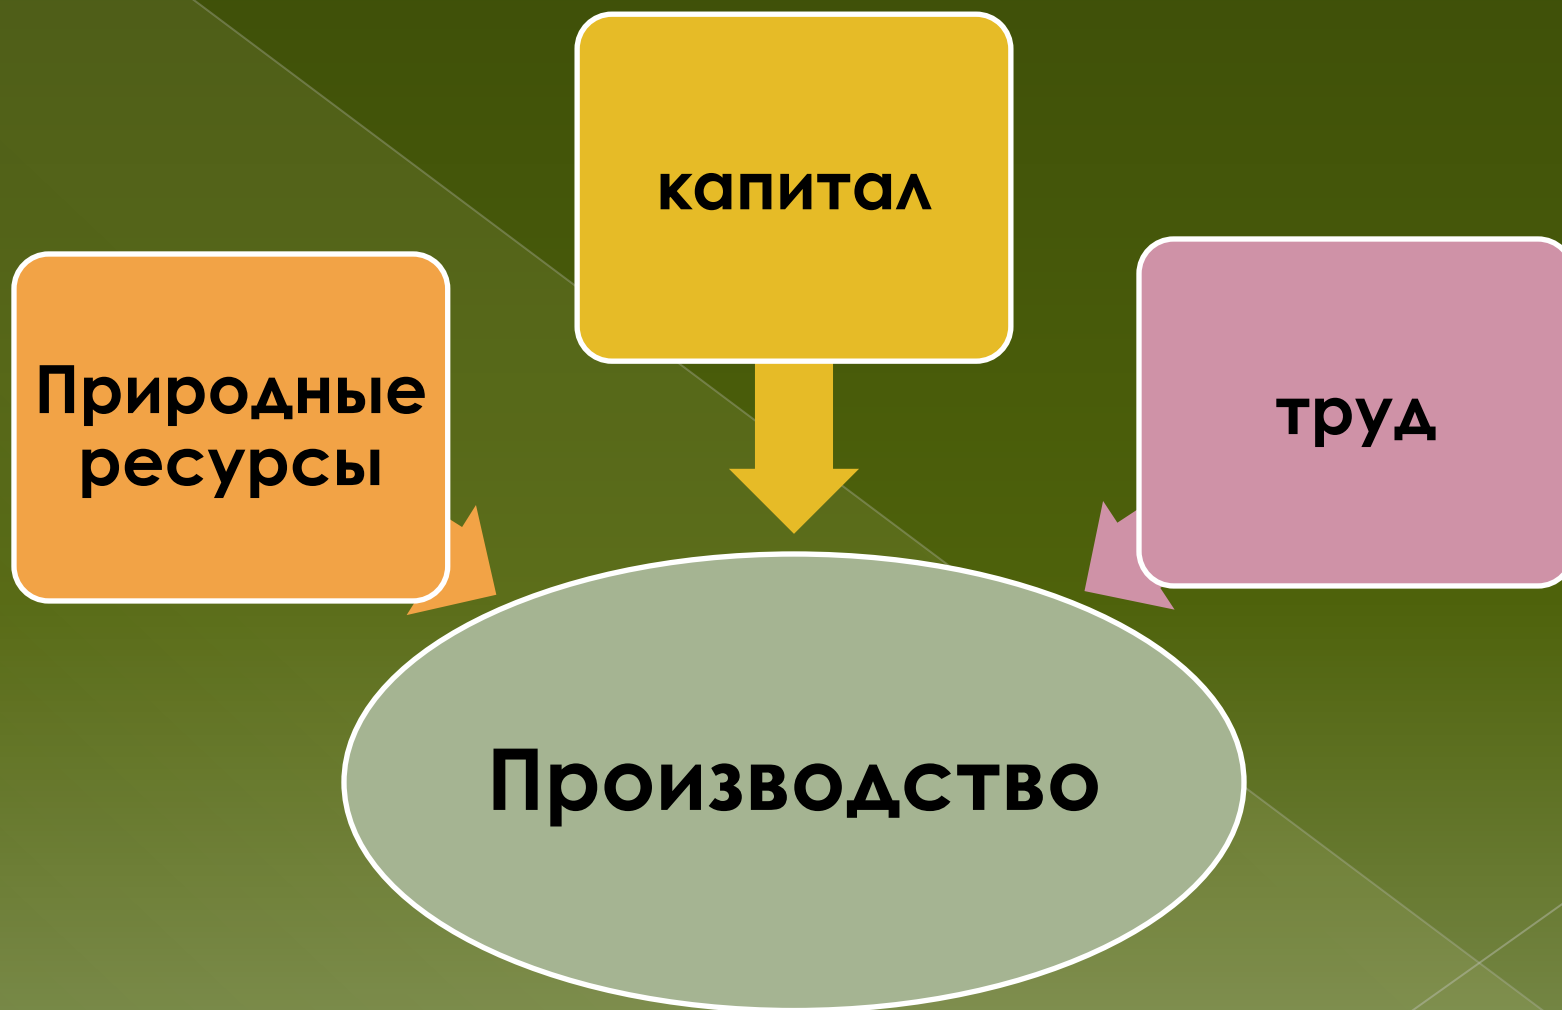 капитал
Природные
ресурсы
труд
Производство